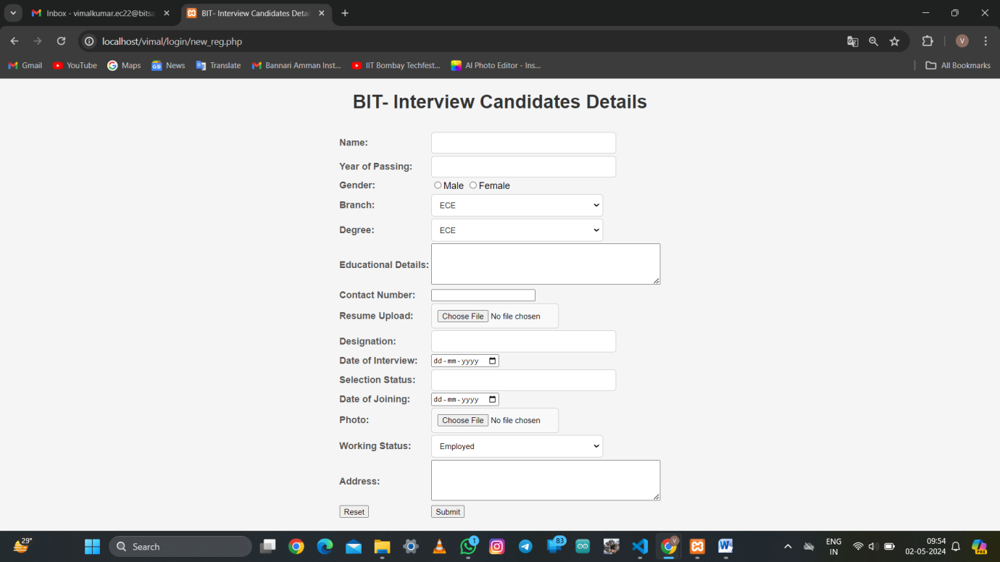 Inbox - vimalkumar.ec22@bitsa
BIT- Interview Candidates Detai
localhost/vimal/login/new_reg.php
V
Gmail YouTube Maps News Translate Bannari Amman Inst... IIT Bombay Techfest... AI Photo Editor - Ins... All Bookmarks
BIT- Interview Candidates Details
Name:
Year of Passing:
Gender: Male Female
Branch: ECE
Degree: ECE
Educational Details:
Contact Number:
Resume Upload: Choose File No file chosen
Designation:
Date of Interview: dd-mm-yyyy
Selection Status:
Date of Joining: dd-mm-yyyy
Photo: Choose File No file chosen
Working Status: Employed
Address:
Reset Submit
29°
Search
1
83
V
ENG
IN
09:54
02-05-2024
PRE